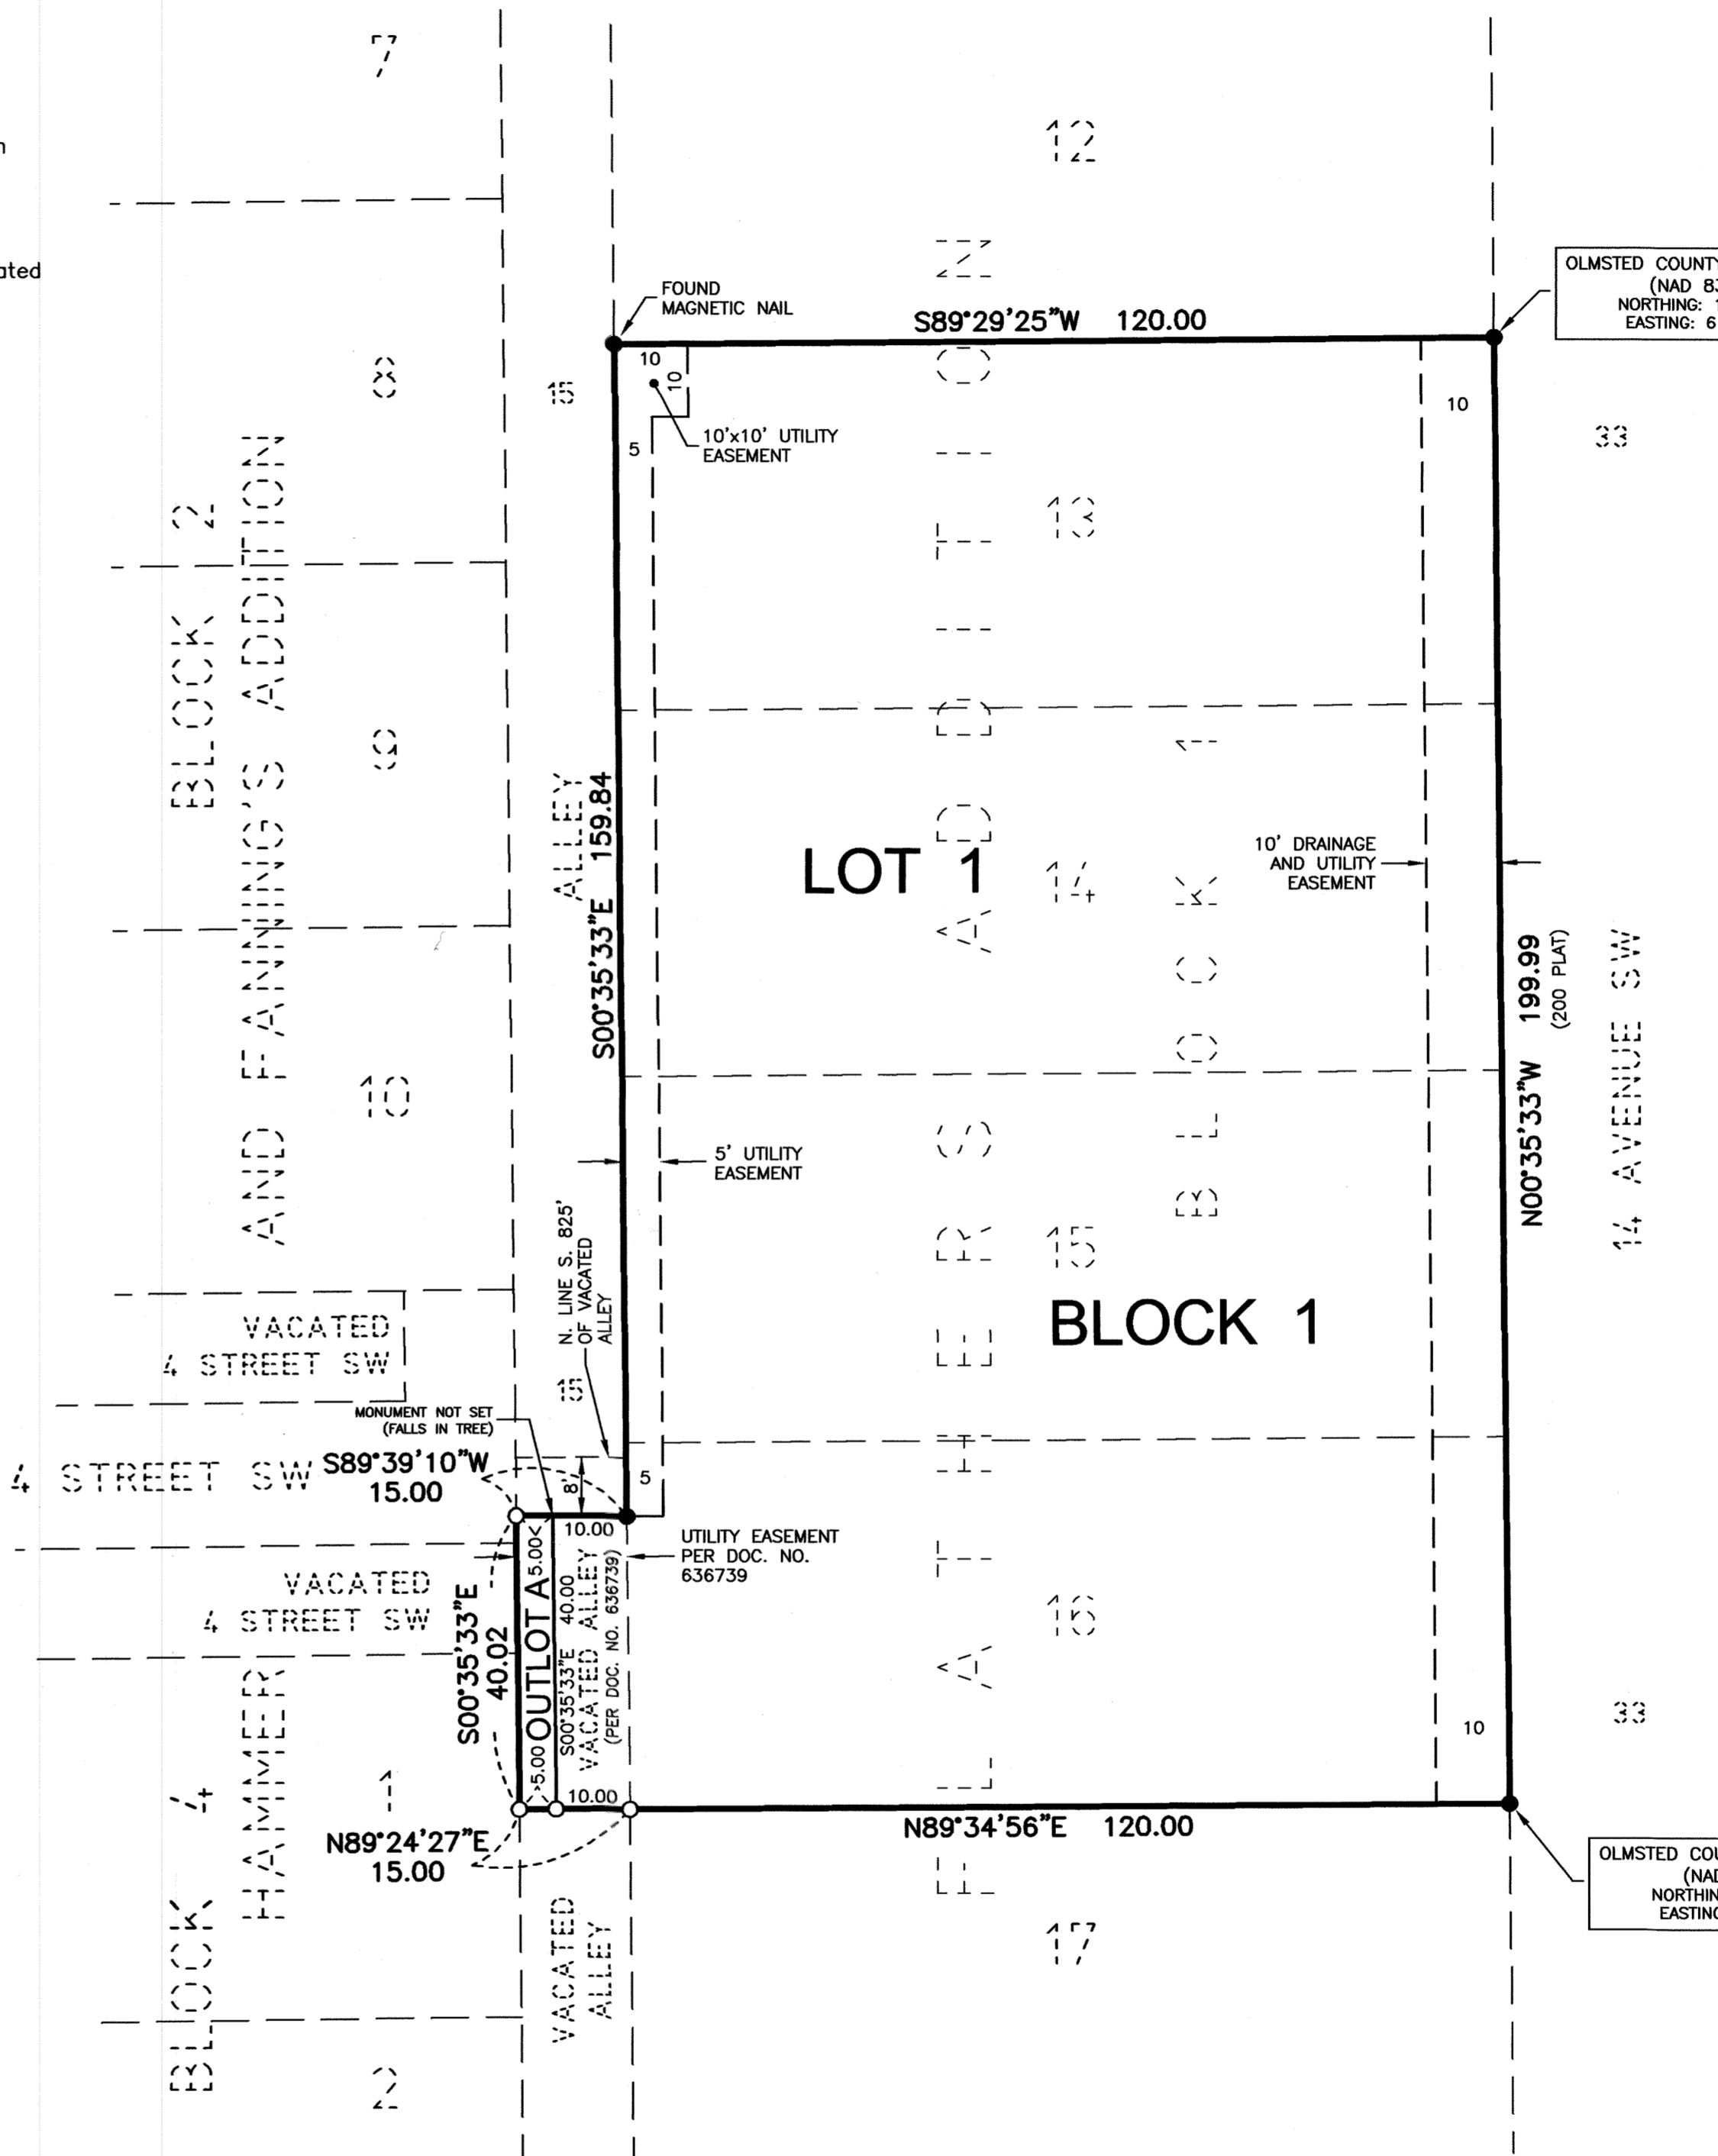 7
12
FOUND
MAGNETIC NAIL
S89°29'25"W 120.00
OLMSTED COUNTY
(NAD 83
NORTHING: 1
EASTING: 6
ated
10
10
10'x10' UTILITY
EASEMENT
5
10
8
15
33
13
BLOCK 2
AND FANNING'S ADDITION
9
ALLEY
S00°35'33"E 159.84
LOT 1
14
10' DRAINAGE
AND UTILITY
EASEMENT
BLOCK 1
FLATHERS ADDITION
N00°35'33"W 199.99
(200 PLAT)
14 AVENUE SW
10
5' UTILITY
EASEMENT
15
BLOCK 1
N. LINE S. 825'
OF VACATED
ALLEY
VACATED
4 STREET SW
15
MONUMENT NOT SET
(FALLS IN TREE)
4 STREET SW
S89°39'10"W
15.00
8'
5
10.00
UTILITY EASEMENT
PER DOC. NO.
636739
VACATED
4 STREET SW
S00°35'33"E
40.02
5.00
OUTLOT A
5.00
S00°35'33"E 40.00
VACATED ALLEY
(PER DOC. NO. 636739)
16
10
33
BLOCK 4
HAMMER
1
10.00
N89°24'27"E
15.00
N89°34'56"E 120.00
OLMSTED COU
(NAD
NORTHIN
EASTING
VACATED
ALLEY
17
2